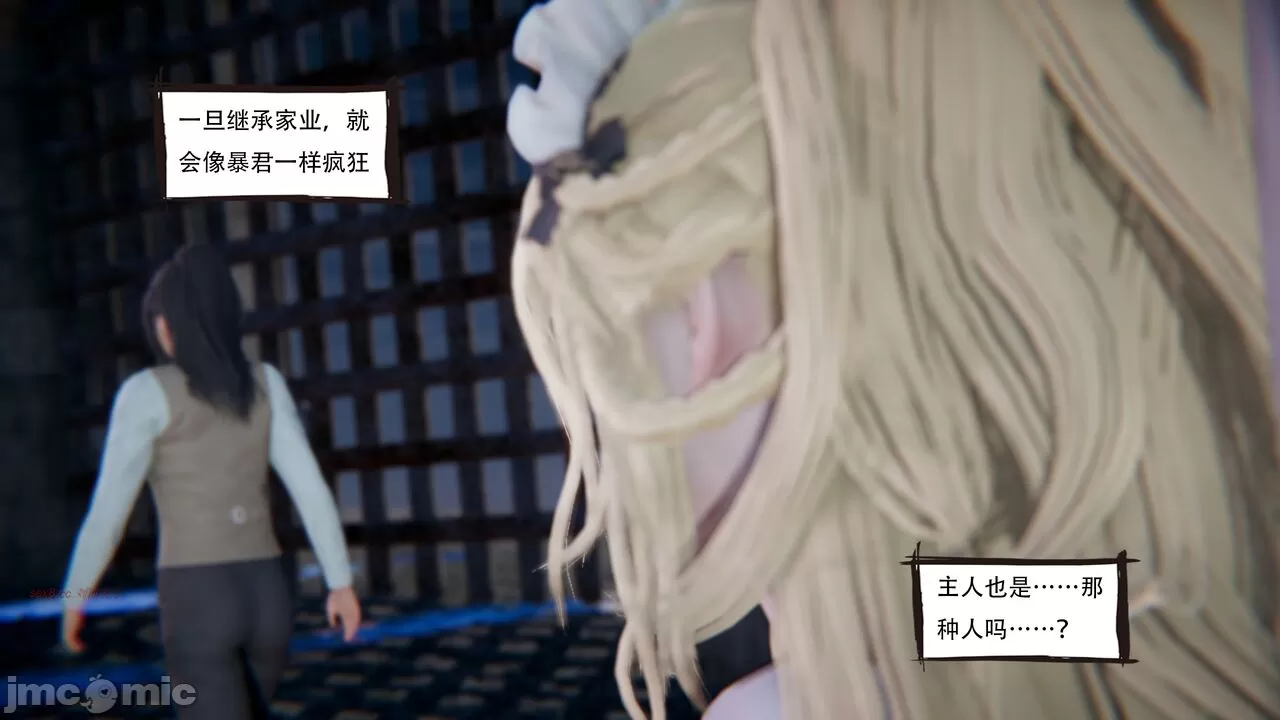 一旦继承家业，就
会像暴君一样疯狂
主人也是……那
种人吗……？
jmcomic